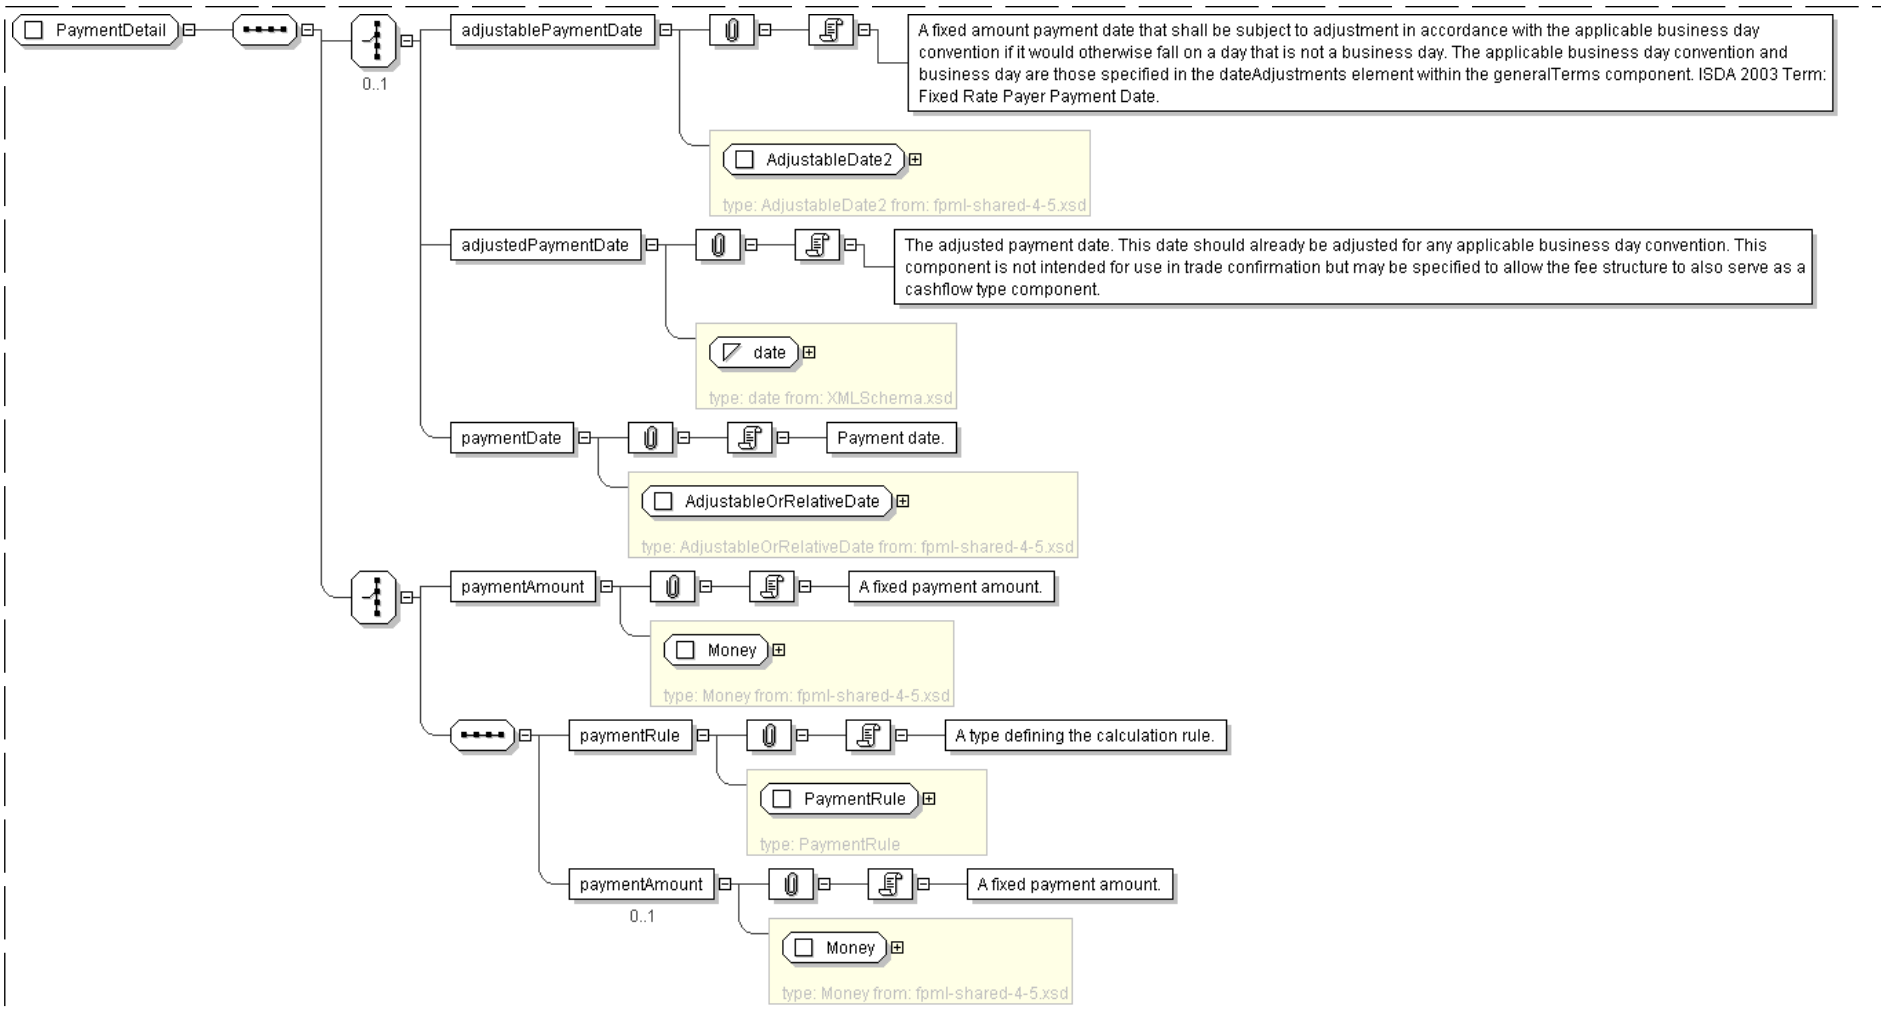 PaymentDetail
0..1
adjustablePaymentDate
A fixed amount payment date that shall be subject to adjustment in accordance with the applicable business day
convention if it would otherwise fall on a day that is not a business day. The applicable business day convention and
business day are those specified in the dateAdjustments element within the generalTerms component. ISDA 2003 Term:
Fixed Rate Payer Payment Date.
AdjustableDate2
type: AdjustableDate2 from: fpml-shared-4-5.xsd
adjustedPaymentDate
The adjusted payment date. This date should already be adjusted for any applicable business day convention. This
component is not intended for use in trade confirmation but may be specified to allow the fee structure to also serve as a
cashflow type component.
date
type: date from: XMLSchema.xsd
paymentDate
Payment date.
AdjustableOrRelativeDate
type: AdjustableOrRelativeDate from: fpml-shared-4-5.xsd
paymentAmount
A fixed payment amount.
Money
type: Money from: fpml-shared-4-5.xsd
paymentRule
A type defining the calculation rule.
PaymentRule
type: PaymentRule
paymentAmount
0..1
A fixed payment amount.
Money
type: Money from: fpml-shared-4-5.xsd